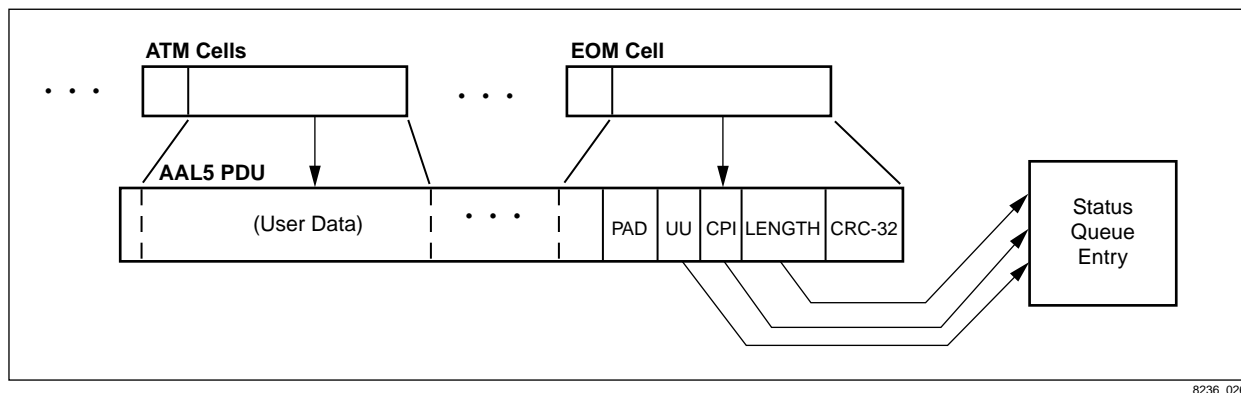 ATM Cells
EOM Cell
. . .
. . .
AAL5 PDU
(User Data)
. . .
PAD
UU
CPI
LENGTH
CRC-32
Status
Queue
Entry